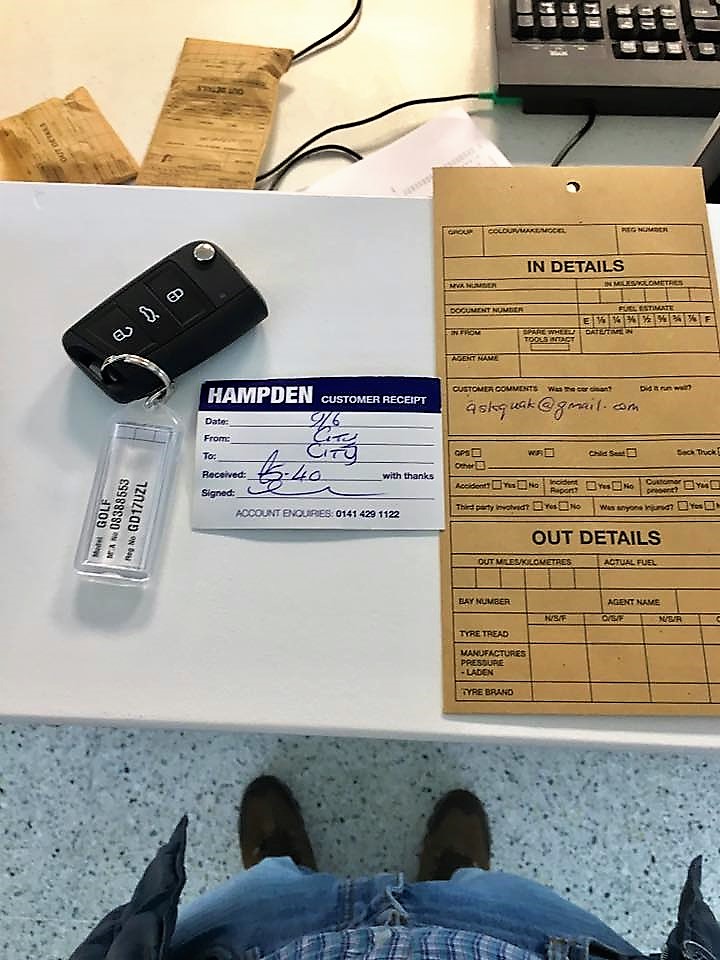 OUT DETAILS
OUT DETAILS
GROUP COLOUR/MAKE/MODEL REG NUMBER
IN DETAILS
MVA NUMBER IN MILES/KILOMETRES
DOCUMENT NUMBER FUEL ESTIMATE
E 1/8 1/4 3/8 1/2 5/8 3/4 7/8 F
IN FROM SPARE WHEEL/ TOOLS INTACT DATE/TIME IN
AGENT NAME
CUSTOMER COMMENTS Was the car clean? Did it run well?
@gmail.com
GPS WiFi Child Seat Sack Truck
Other
Accident? Yes No Incident Report? Yes No Customer present? Yes
Third party involved? Yes No Was anyone injured? Yes No
OUT DETAILS
OUT MILES/KILOMETRES ACTUAL FUEL
BAY NUMBER AGENT NAME
N/S/F O/S/F N/S/R
TYRE TREAD
MANUFACTURES
PRESSURE
- LADEN
TYRE BRAND
HAMPDEN CUSTOMER RECEIPT
Date: 9/6
From: CITY
To: CITY
Received: £5-40 with thanks
Signed:
ACCOUNT ENQUIRIES: 0141 429 1122
Model GOLF
MVA No 08388553
Reg No GD17UZL